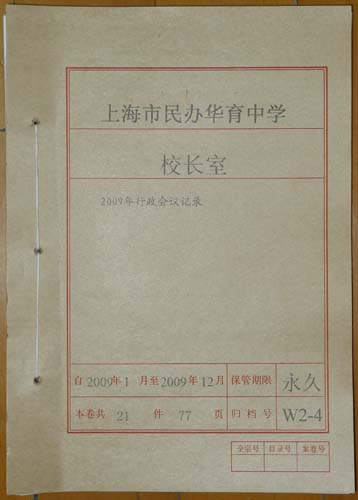 上海市民办华育中学
校长室
2009年行政会议记录
自2009年1月至2009年12月 保管期限 永久
本卷共 21 件 77 页 归档号 W2-4
全宗号 目录号 案卷号